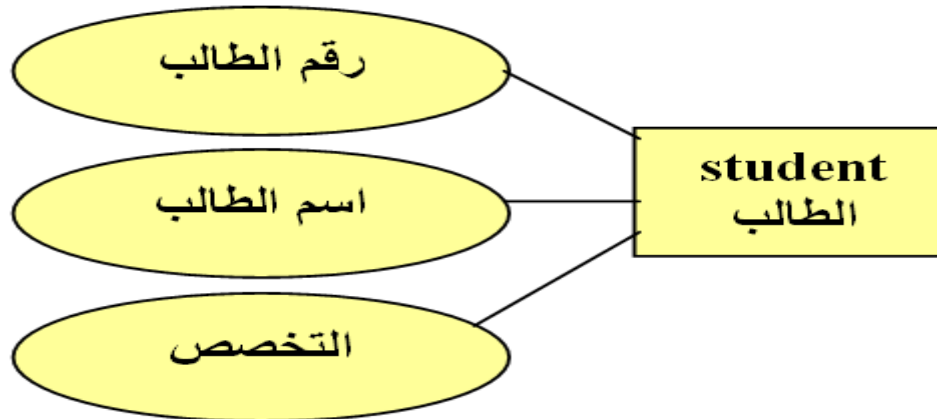 رقم الطالب
اسم الطالب
التخصص
student
الطالب